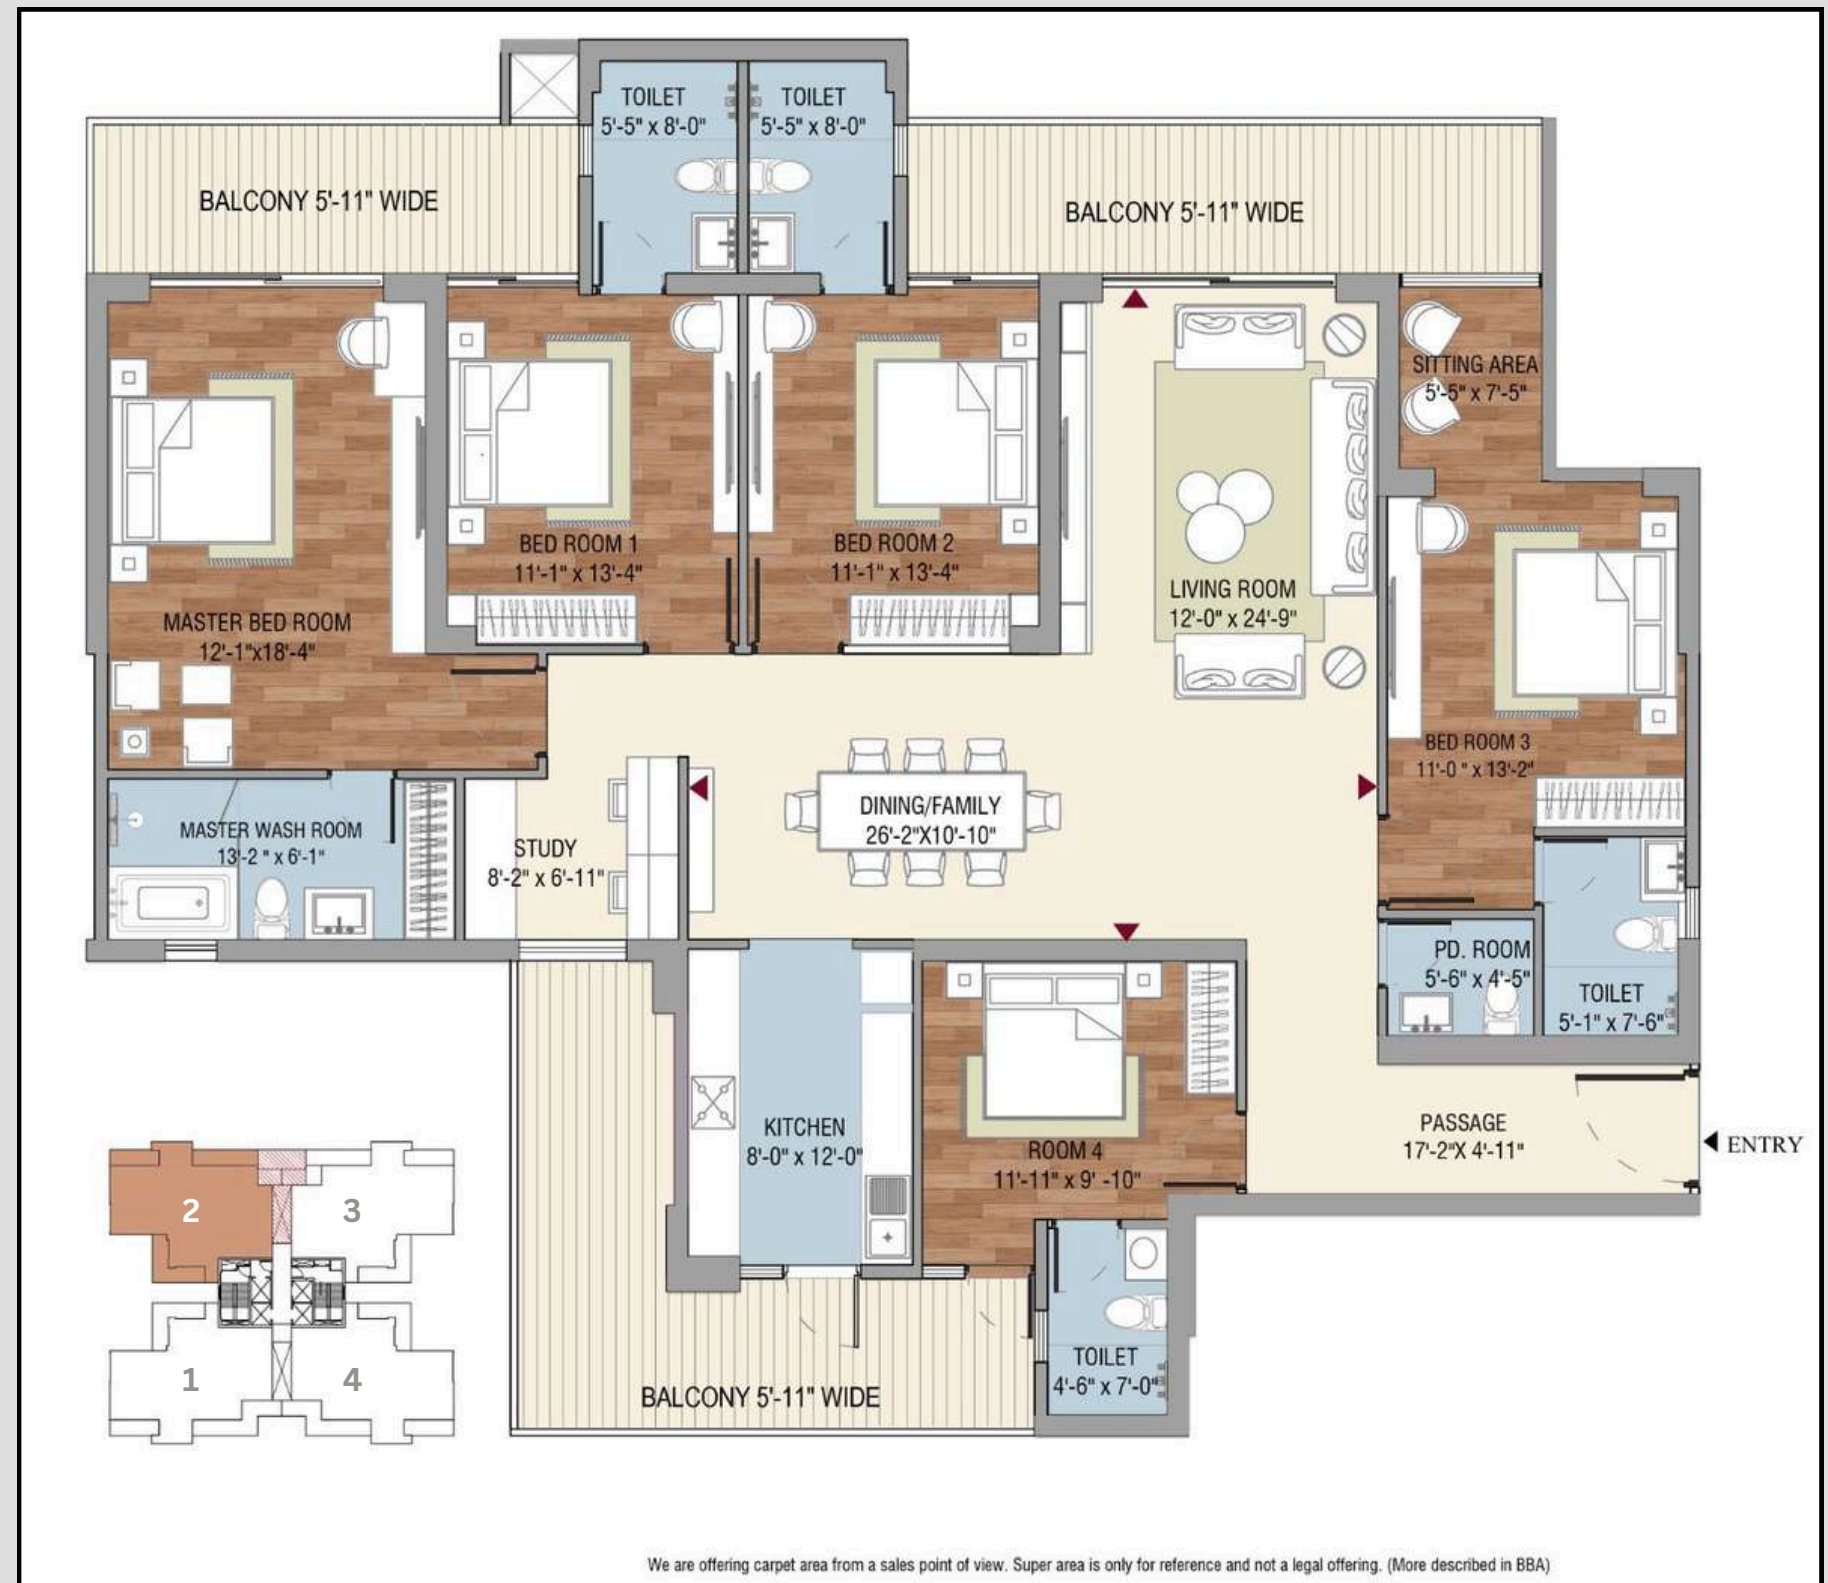 TOILET
5'-5" x 8'-0"
TOILET
5'-5" x 8'-0"
BALCONY 5'-11" WIDE
BALCONY 5'-11" WIDE
SITTING AREA
5'-5" x 7'-5"
BED ROOM 1
11'-1" x 13'-4"
BED ROOM 2
11'-1" x 13'-4"
LIVING ROOM
12'-0" x 24'-9"
MASTER BED ROOM
12'-1"x18'-4"
BED ROOM 3
11'-0 " x 13'-2"
DINING/FAMILY
26'-2"X10'-10"
MASTER WASH ROOM
13'-2 " x 6'-1"
STUDY
8'-2" x 6'-11"
PD. ROOM
5'-6" x 4'-5"
TOILET
5'-1" x 7'-6"
KITCHEN
8'-0" x 12'-0"
ROOM 4
11'-11" x 9' -10"
PASSAGE
17'-2"X 4'-11"
ENTRY
2
3
1
4
TOILET
4'-6" x 7'-0"
BALCONY 5'-11" WIDE
We are offering carpet area from a sales point of view. Super area is only for reference and not a legal offering. (More described in BBA)